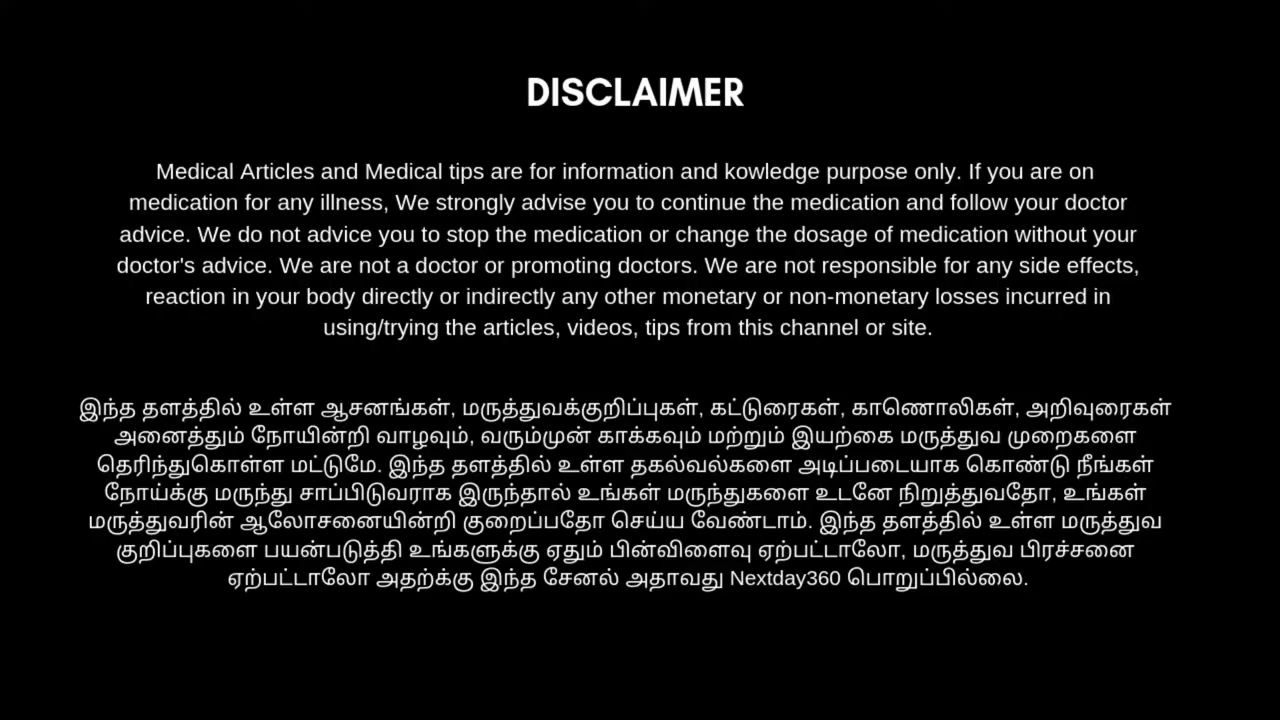 DISCLAIMER
Medical Articles and Medical tips are for information and kowledge purpose only. If you are on
medication for any illness, We strongly advise you to continue the medication and follow your doctor
advice. We do not advice you to stop the medication or change the dosage of medication without your
doctor's advice. We are not a doctor or promoting doctors. We are not responsible for any side effects,
reaction in your body directly or indirectly any other monetary or non-monetary losses incurred in
using/trying the articles, videos, tips from this channel or site.
இந்த தளத்தில் உள்ள ஆசனங்கள், மருத்துவக்குறிப்புகள், கட்டுரைகள், காணொலிகள், அறிவுரைகள்
அனைத்தும் நோயின்றி வாழவும், வரும்முன் காக்கவும் மற்றும் இயற்கை மருத்துவ முறைகளை
தெரிந்துகொள்ள மட்டுமே. இந்த தளத்தில் உள்ள தகல்வல்களை அடிப்படையாக கொண்டு நீங்கள்
நோய்க்கு மருந்து சாப்பிடுவராக இருந்தால் உங்கள் மருந்துகளை உடனே நிறுத்துவதோ, உங்கள்
மருத்துவரின் ஆலோசனையின்றி குறைப்பதோ செய்ய வேண்டாம். இந்த தளத்தில் உள்ள மருத்துவ
குறிப்புகளை பயன்படுத்தி உங்களுக்கு ஏதும் பின்விளைவு ஏற்பட்டாலோ, மருத்துவ பிரச்சனை
ஏற்பட்டாலோ அதற்க்கு இந்த சேனல் அதாவது Nextday360 பொறுப்பில்லை.